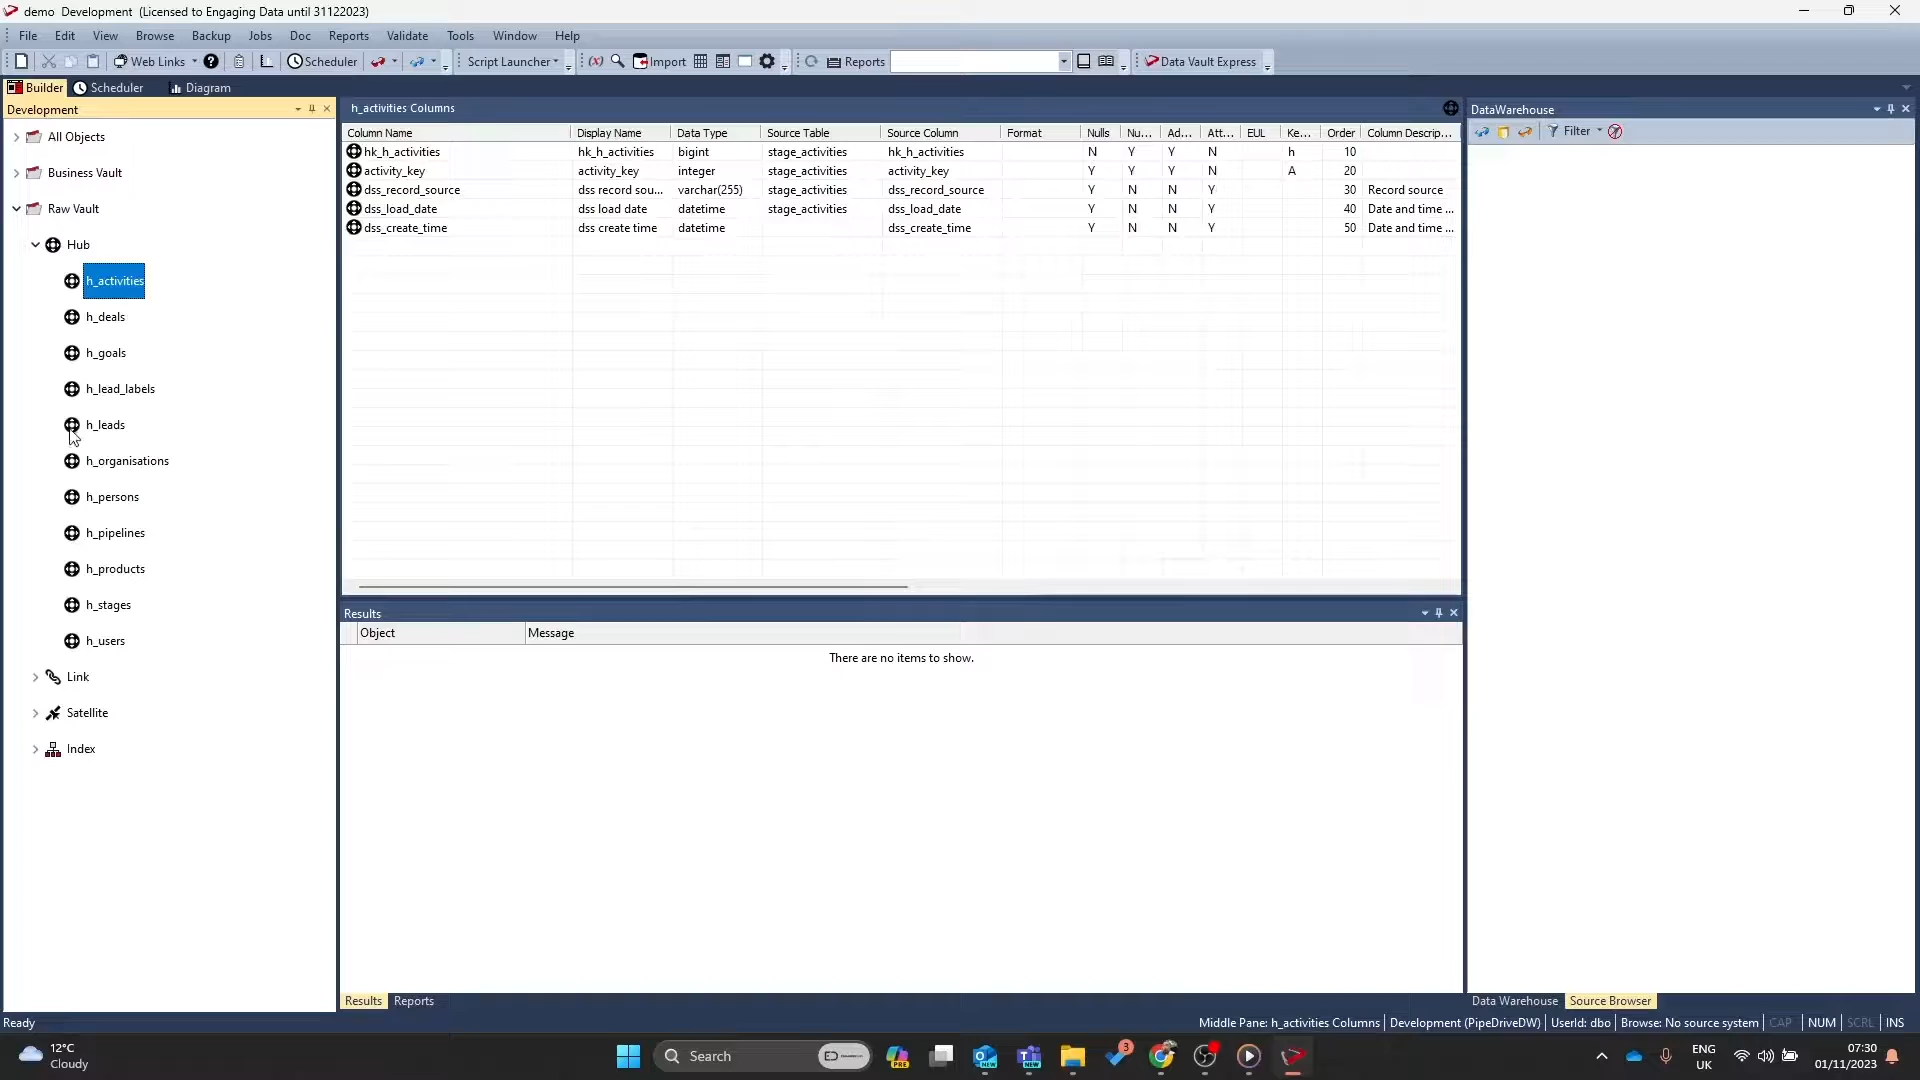 demo Development (Licensed to Engaging Data until 31122023)
File Edit View Browse Backup Jobs Doc Reports Validate Tools Window Help
Web Links Scheduler Script Launcher Import Reports Data Vault Express
Builder Scheduler Diagram
Development
All Objects
Business Vault
Raw Vault
Hub
h_activities
h_deals
h_goals
h_lead_labels
h_leads
h_organisations
h_persons
h_pipelines
h_products
h_stages
h_users
Link
Satellite
Index
h_activities Columns
Column Name Display Name Data Type Source Table Source Column Format Nulls Nu... Ad... Att... EUL Ke... Order Column Descrip...
hk_h_activities hk_h_activities bigint stage_activities hk_h_activities N Y Y N h 10
activity_key activity_key integer stage_activities activity_key Y Y Y N A 20
dss_record_source dss record sou... varchar(255) stage_activities dss_record_source Y N N Y 30 Record source
dss_load_date dss load date datetime stage_activities dss_load_date Y N N Y 40 Date and time ...
dss_create_time dss create time datetime dss_create_time Y N N Y 50 Date and time ...
Results
Object Message
There are no items to show.
Results Reports
DataWarehouse
Filter
Data Warehouse Source Browser
Ready
Middle Pane: h_activities Columns Development (PipeDriveDW) UserId: dbo Browse: No source system CAP NUM SCRL INS
12°C
Cloudy
Search
PRE
NEW
NEW
3
ENG
UK
07:30
01/11/2023